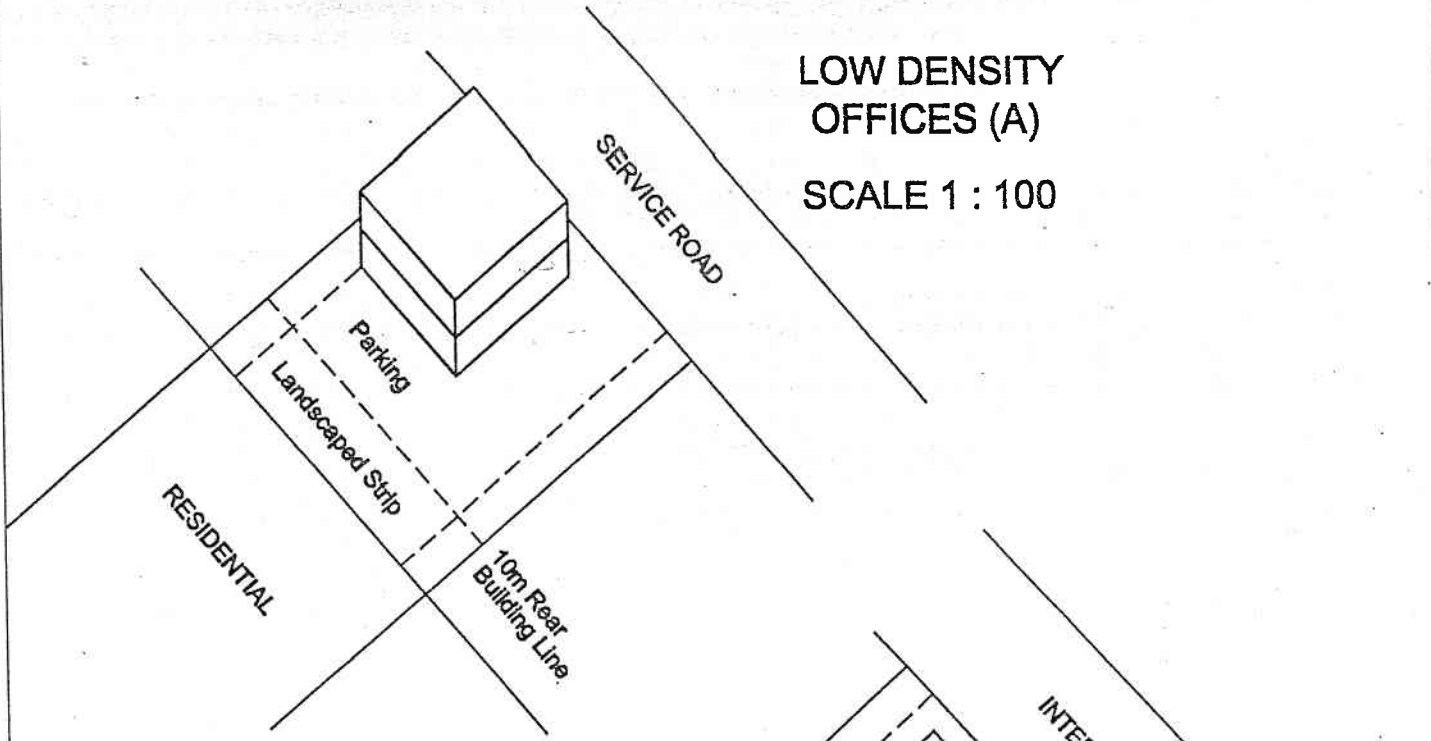 LOW DENSITY
OFFICES (A)
SCALE 1 : 100
SERVICE ROAD
Parking
Landscaped Strip
RESIDENTIAL
10m Rear
Building Line